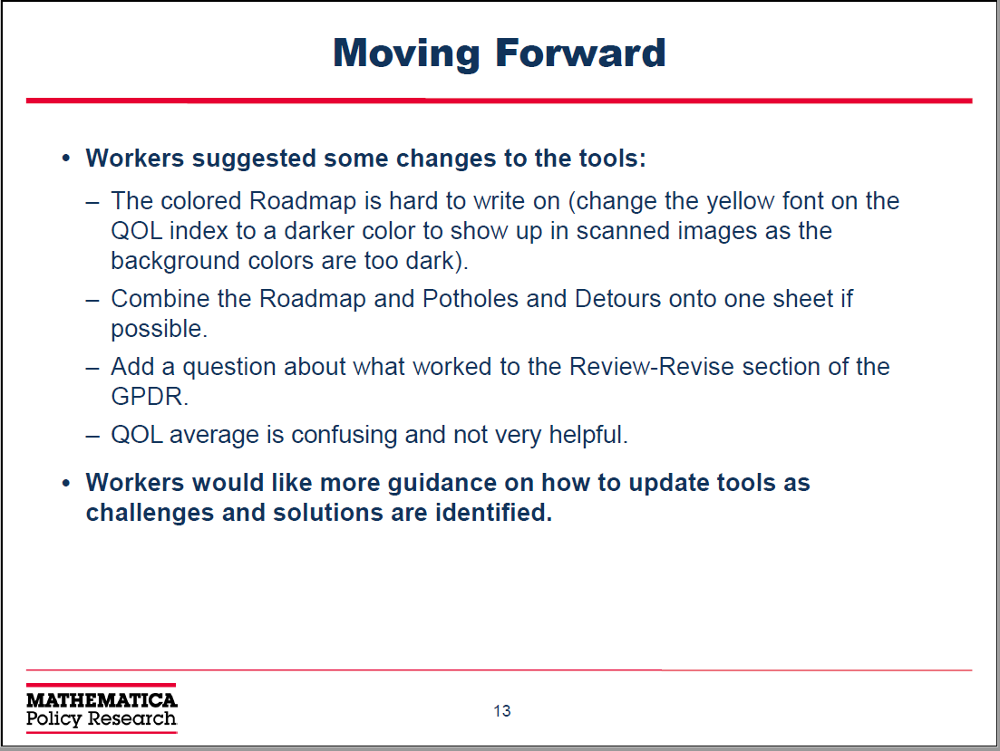 Moving Forward
• Workers suggested some changes to the tools:
– The colored Roadmap is hard to write on (change the yellow font on the
QOL index to a darker color to show up in scanned images as the
background colors are too dark).
– Combine the Roadmap and Potholes and Detours onto one sheet if
possible.
– Add a question about what worked to the Review-Revise section of the
GPDR.
– QOL average is confusing and not very helpful.
• Workers would like more guidance on how to update tools as
challenges and solutions are identified.
MATHEMATICA
Policy Research
13